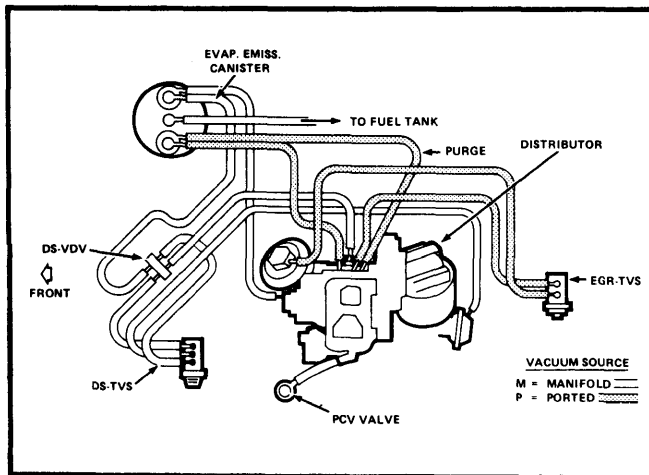 EVAP. EMISS.
CANISTER
TO FUEL TANK
DISTRIBUTOR
PURGE
DS-VDV
FRONT
EGR-TVS
DS-TVS
PCV VALVE
VACUUM SOURCE
M = MANIFOLD
P = PORTED